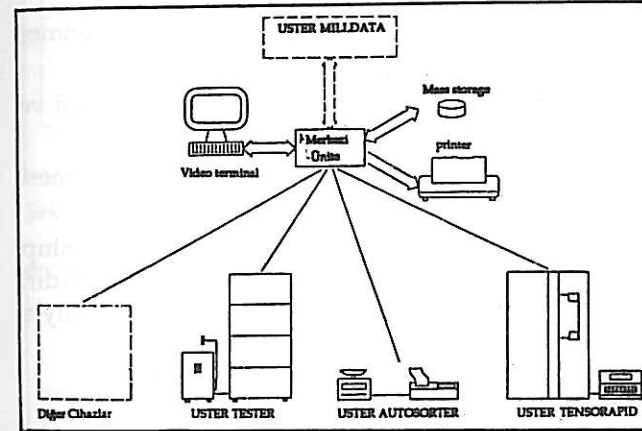 USTER MILLDATA
Mass storage
Merkezi
Ünite
printer
Video terminal
Diğer Cihazlar
USTER TESTER
USTER AUTOSORTER
USTER TENSORAPID